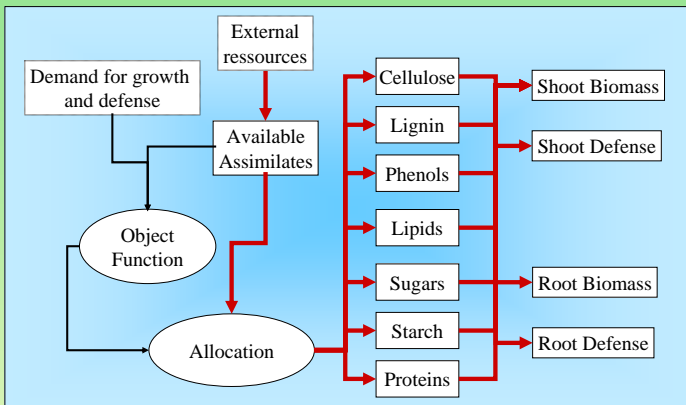 External
ressources
Demand for growth
and defense
Available
Assimilates
Object
Function
Allocation
Cellulose
Lignin
Phenols
Lipids
Sugars
Starch
Proteins
Shoot Biomass
Shoot Defense
Root Biomass
Root Defense